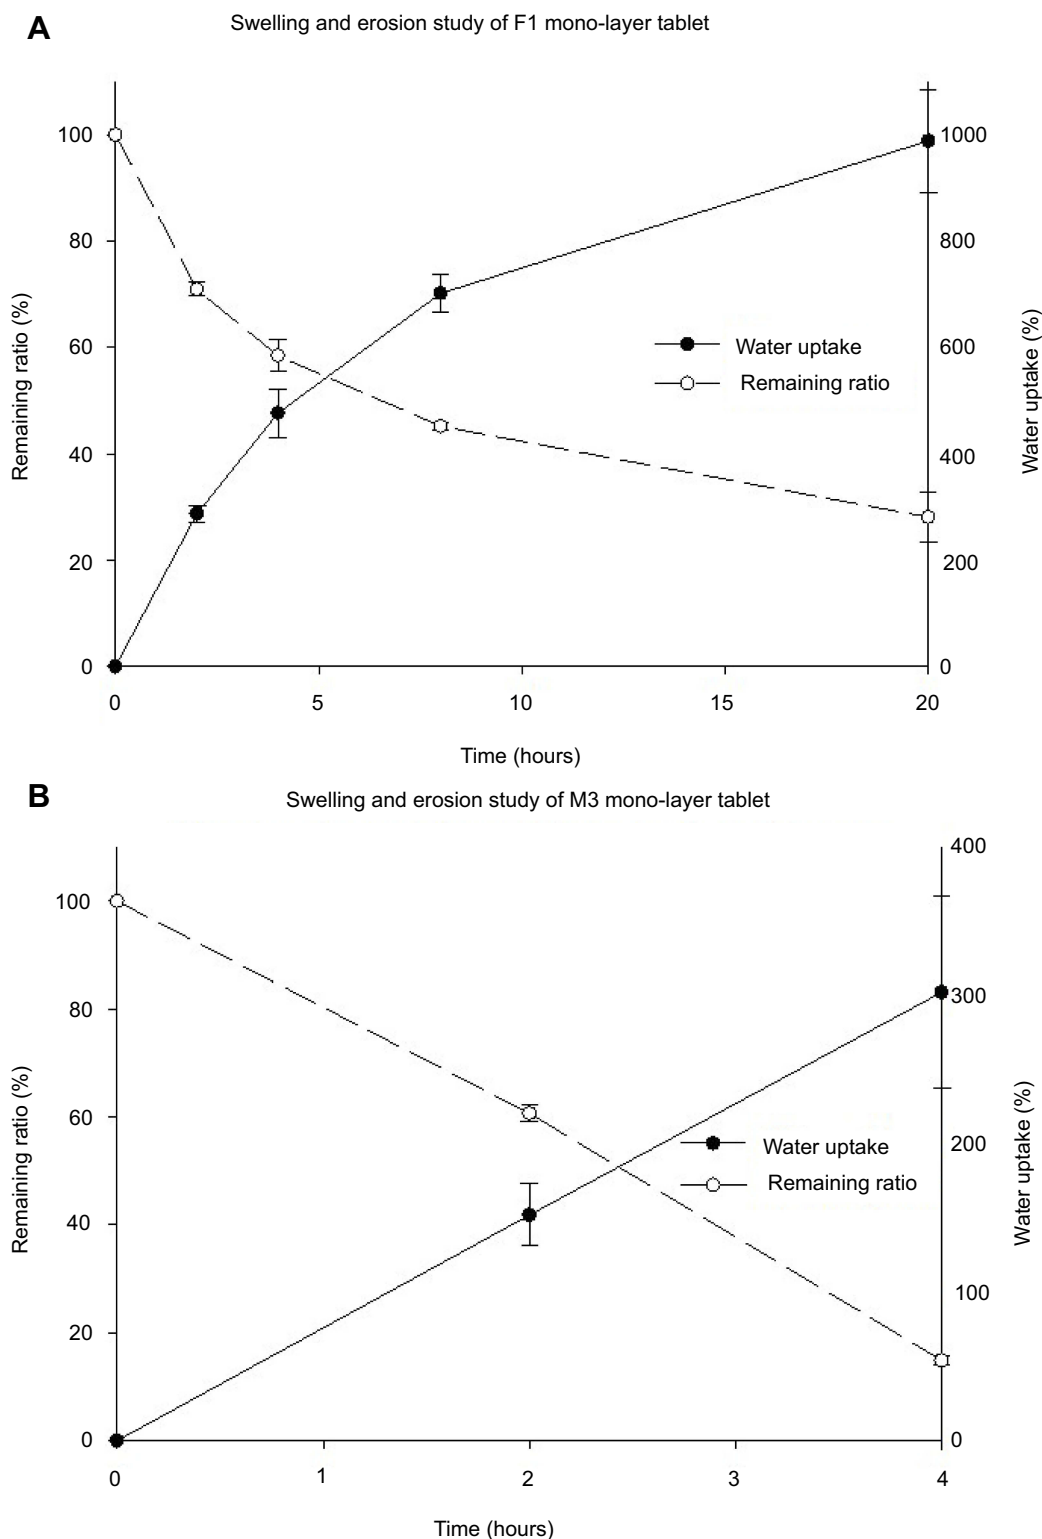 A
Swelling and erosion study of F1 mono-layer tablet
100
80
60
40
20
0
Remaining ratio (%)
1000
800
600
400
200
0
Water uptake (%)
Water uptake
Remaining ratio
0 5 10 15 20
Time (hours)
B
Swelling and erosion study of M3 mono-layer tablet
100
80
60
40
20
0
Remaining ratio (%)
400
300
200
100
0
Water uptake (%)
Water uptake
Remaining ratio
0 1 2 3 4
Time (hours)